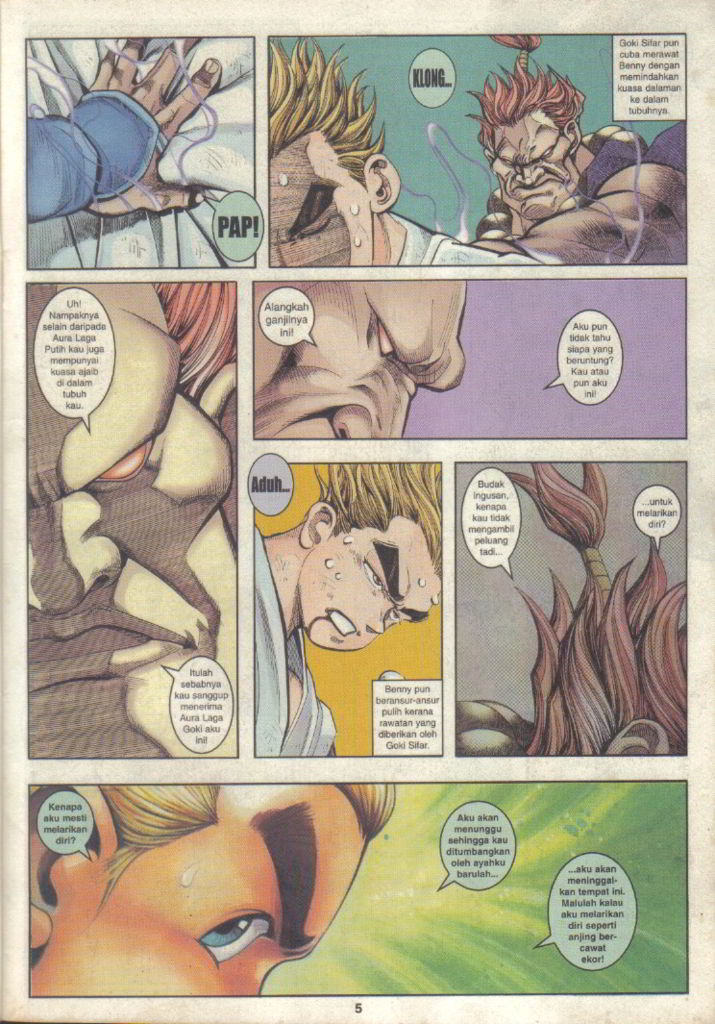 PAP!
KLONG...
Goki Sifar pun
cuba merawat
Benny dengan
memindahkan
kuasa dalaman
ke dalam
tubuhnya.
Uh!
Nampaknya
selain daripada
Aura Laga
Putih kau juga
mempunyai
kuasa ajaib
di dalam
tubuh
kau.
Itulah
sebabnya
kau sanggup
menerima
Aura Laga
Goki aku
ini!
Alangkah
ganjilnya
ini!
Aku pun
tidak tahu
siapa yang
beruntung?
Kau atau
pun aku
ini!
Aduh...
Benny pun
beransur-ansur
pulih kerana
rawatan yang
diberikan oleh
Goki Sifar.
Budak
ingusan,
kenapa
kau tidak
mengambil
peluang
tadi...
...untuk
melarikan
diri?
Kenapa
aku mesti
melarikan
diri?
Aku akan
menunggu
sehingga kau
ditumbangkan
oleh ayahku
barulah...
...aku akan
meninggal-
kan tempat ini.
Malulah kalau
aku melarikan
diri seperti
anjing ber-
cawat
ekor!
5